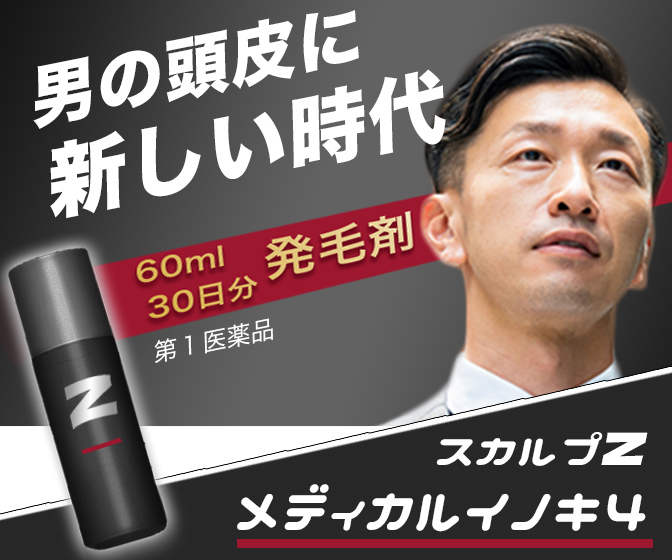 男の頭皮に
新しい時代
60ml
30日分
発毛剤
第1医薬品
Z
スカルプZ
メディカルイノキ4